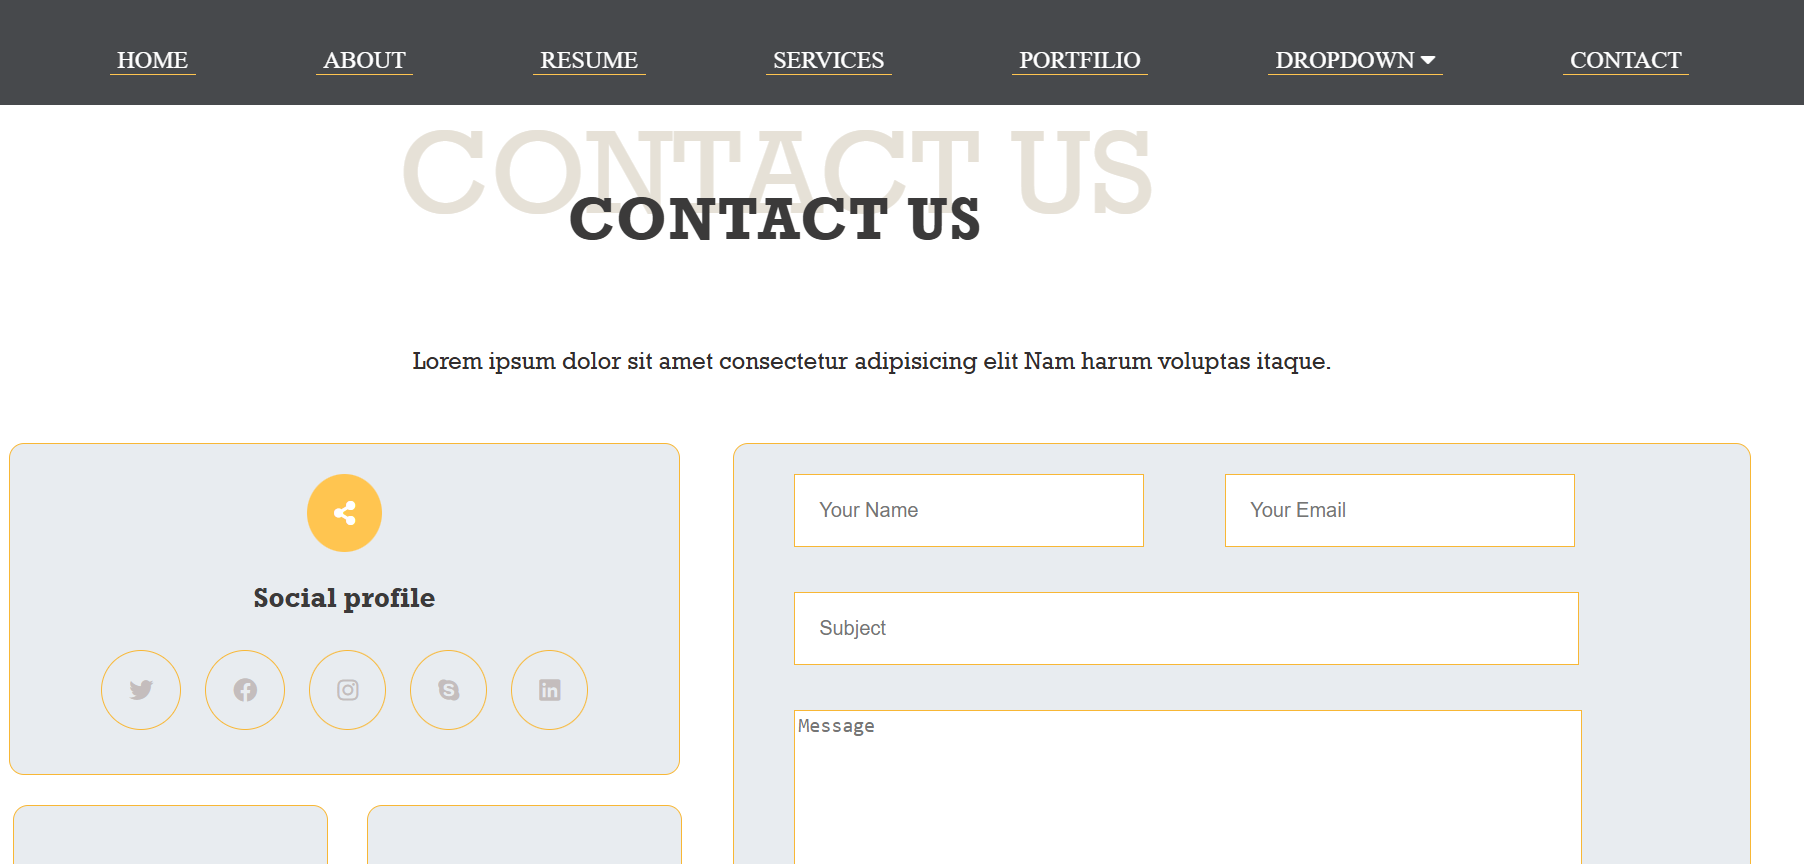 HOME ABOUT RESUME SERVICES PORTFILIO DROPDOWN CONTACT
CONTACT US
CONTACT US
Lorem ipsum dolor sit amet consectetur adipisicing elit Nam harum voluptas itaque.
Social profile
Your Name Your Email
Subject
Message